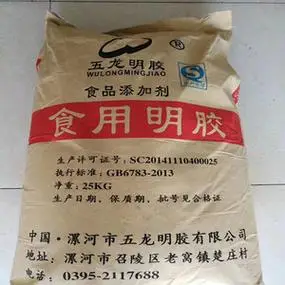 ®
五龙明胶
WULONGMINGJIAO
食品添加剂
食用明胶
生产许可证号：SC20141110400025
执行标准：GB6783-2013
净重：25KG
生产日期、保质期、批号见合格证
中国·漯河市五龙明胶有限公司
地址：漯河市召陵区老窝镇楚庄村
电话：0395-2117688